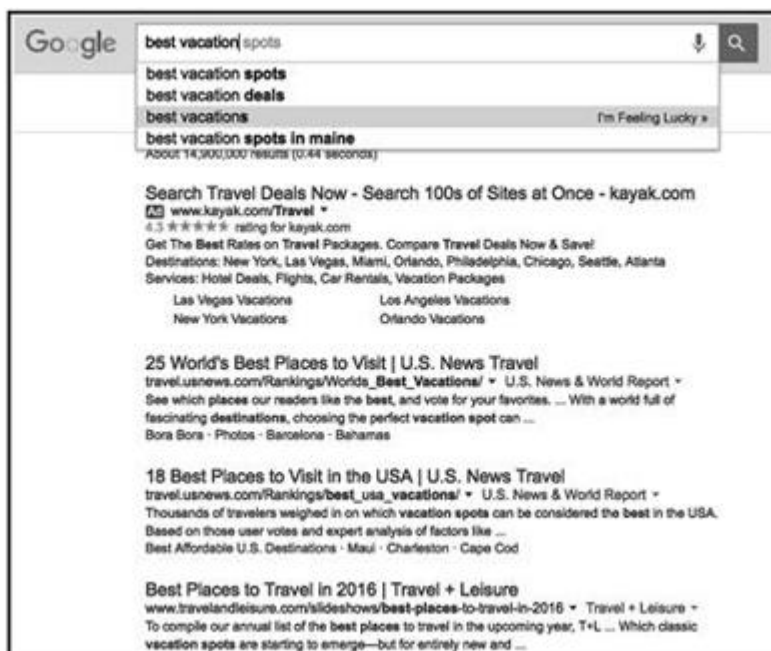 Google
best vacation spots
best vacation spots
best vacation deals
best vacations I'm Feeling Lucky »
best vacation spots in maine
About 14,900,000 results (0.44 seconds)
Search Travel Deals Now - Search 100s of Sites at Once - kayak.com
Ad www.kayak.com/Travel ▾
4.3 ★★★★★ rating for kayak.com
Get The Best Rates on Travel Packages. Compare Travel Deals Now & Save!
Destinations: New York, Las Vegas, Miami, Orlando, Philadelphia, Chicago, Seattle, Atlanta
Services: Hotel Deals, Flights, Car Rentals, Vacation Packages
Las Vegas Vacations Los Angeles Vacations
New York Vacations Orlando Vacations
25 World's Best Places to Visit | U.S. News Travel
travel.usnews.com/Rankings/Worlds_Best_Vacations/ ▾ U.S. News & World Report ▾
See which places our readers like the best, and vote for your favorites. ... With a world full of
fascinating destinations, choosing the perfect vacation spot can ...
Bora Bora · Photos · Barcelona · Bahamas
18 Best Places to Visit in the USA | U.S. News Travel
travel.usnews.com/Rankings/best_usa_vacations/ ▾ U.S. News & World Report ▾
Thousands of travelers weighed in on which vacation spots can be considered the best in the USA.
Based on those user votes and expert analysis of factors like ...
Best Affordable U.S. Destinations · Maui · Charleston · Cape Cod
Best Places to Travel in 2016 | Travel + Leisure
www.travelandleisure.com/slideshows/best-places-to-travel-in-2016 ▾ Travel + Leisure ▾
To compile our annual list of the best places to travel in the upcoming year, T+L ... Which classic
vacation spots are starting to emerge—but for entirely new and ...